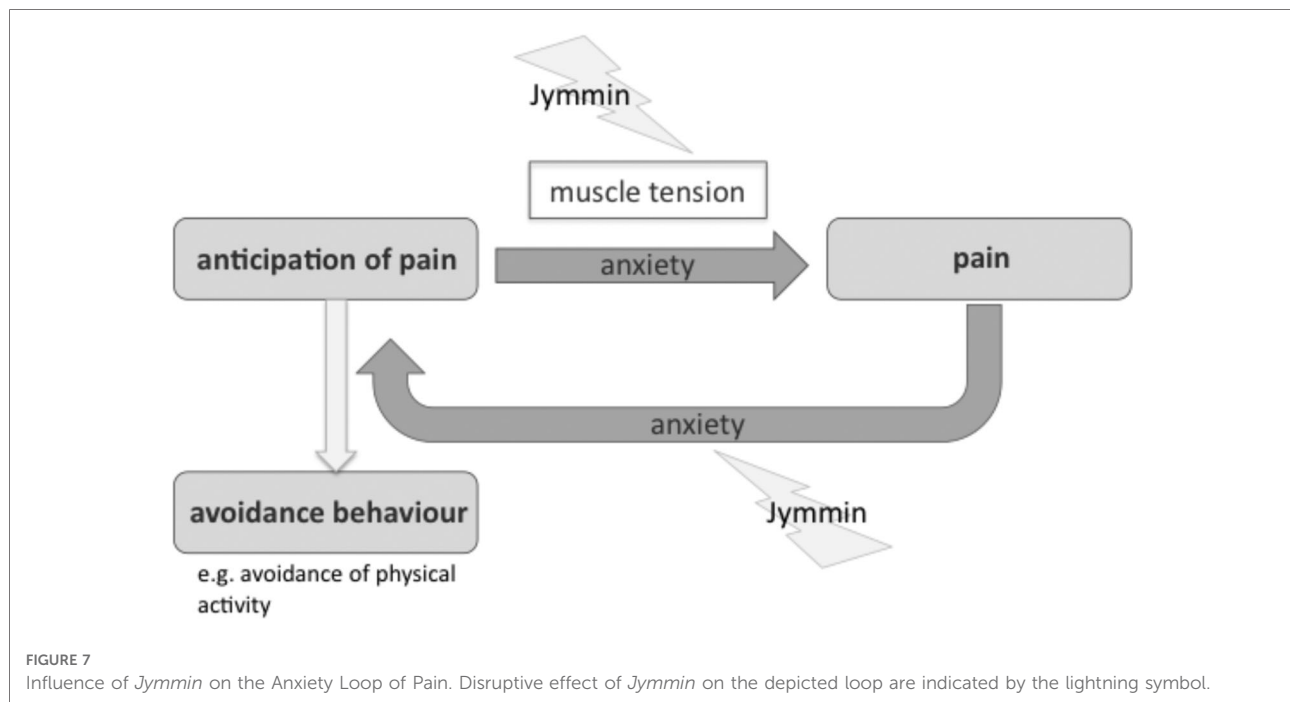 Jymmin
muscle tension
anticipation of pain
anxiety
pain
anxiety
avoidance behaviour
Jymmin
e.g. avoidance of physical
activity
FIGURE 7
Influence of Jymmin on the Anxiety Loop of Pain. Disruptive effect of Jymmin on the depicted loop are indicated by the lightning symbol.